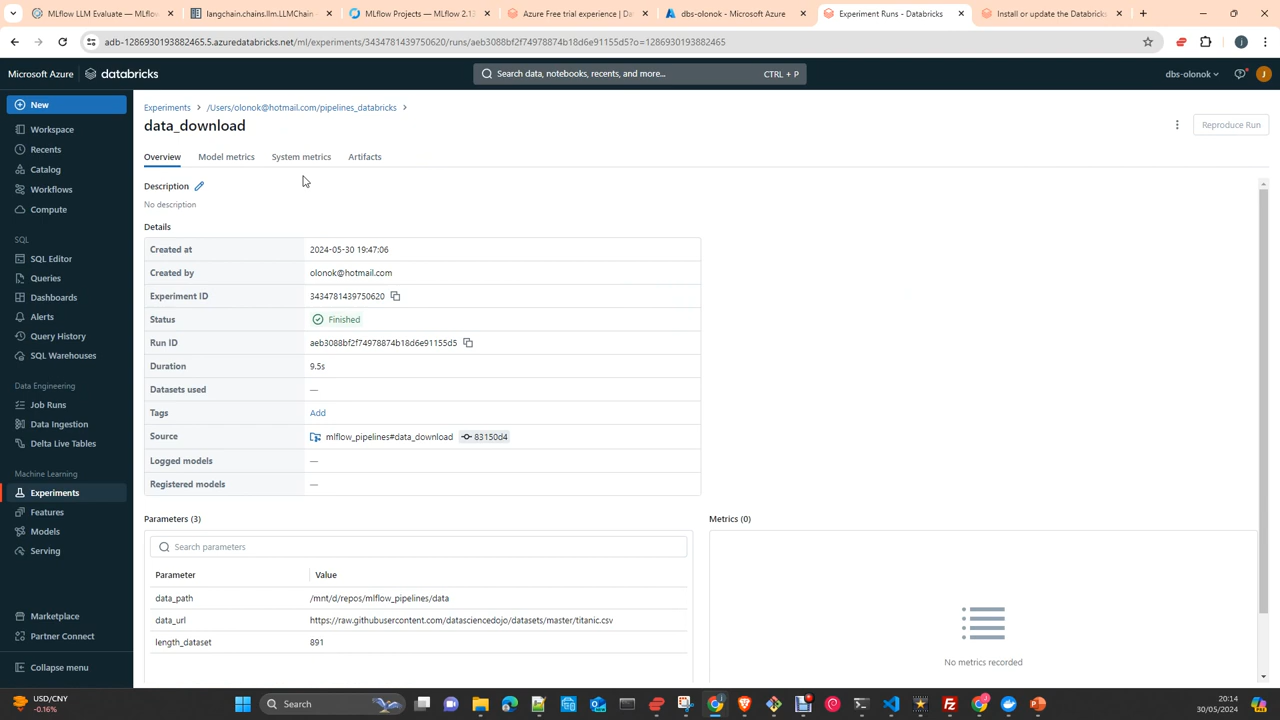 MLflow LLM Evaluate — MLflow
langchain.chains.llm.LLMChain
MLflow Projects — MLflow 2.13
Azure Free trial experience | Da
dbs-olonok - Microsoft Azure
Experiment Runs - Databricks
Install or update the Databricks
adb-1286930193882465.5.azuredatabricks.net/ml/experiments/3434781439750620/runs/aeb3088bf2f74978874b18d6e91155d5?o=1286930193882465
Microsoft Azure
databricks
Search data, notebooks, recents, and more...
CTRL + P
dbs-olonok
J
New
Workspace
Recents
Catalog
Workflows
Compute
SQL
SQL Editor
Queries
Dashboards
Alerts
Query History
SQL Warehouses
Data Engineering
Job Runs
Data Ingestion
Delta Live Tables
Machine Learning
Experiments
Features
Models
Serving
Marketplace
Partner Connect
Collapse menu
Experiments > /Users/olonok@hotmail.com/pipelines_databricks >
data_download
Reproduce Run
Overview Model metrics System metrics Artifacts
Description
No description
Details
Created at 2024-05-30 19:47:06
Created by olonok@hotmail.com
Experiment ID 3434781439750620
Status Finished
Run ID aeb3088bf2f74978874b18d6e91155d5
Duration 9.5s
Datasets used —
Tags Add
Source mlflow_pipelines#data_download 83150d4
Logged models —
Registered models —
Parameters (3)
Search parameters
Parameter Value
data_path /mnt/d/repos/mlflow_pipelines/data
data_url https://raw.githubusercontent.com/datasciencedojo/datasets/master/titanic.csv
length_dataset 891
Metrics (0)
No metrics recorded
USD/CNY
-0.16%
Search
20:14
30/05/2024